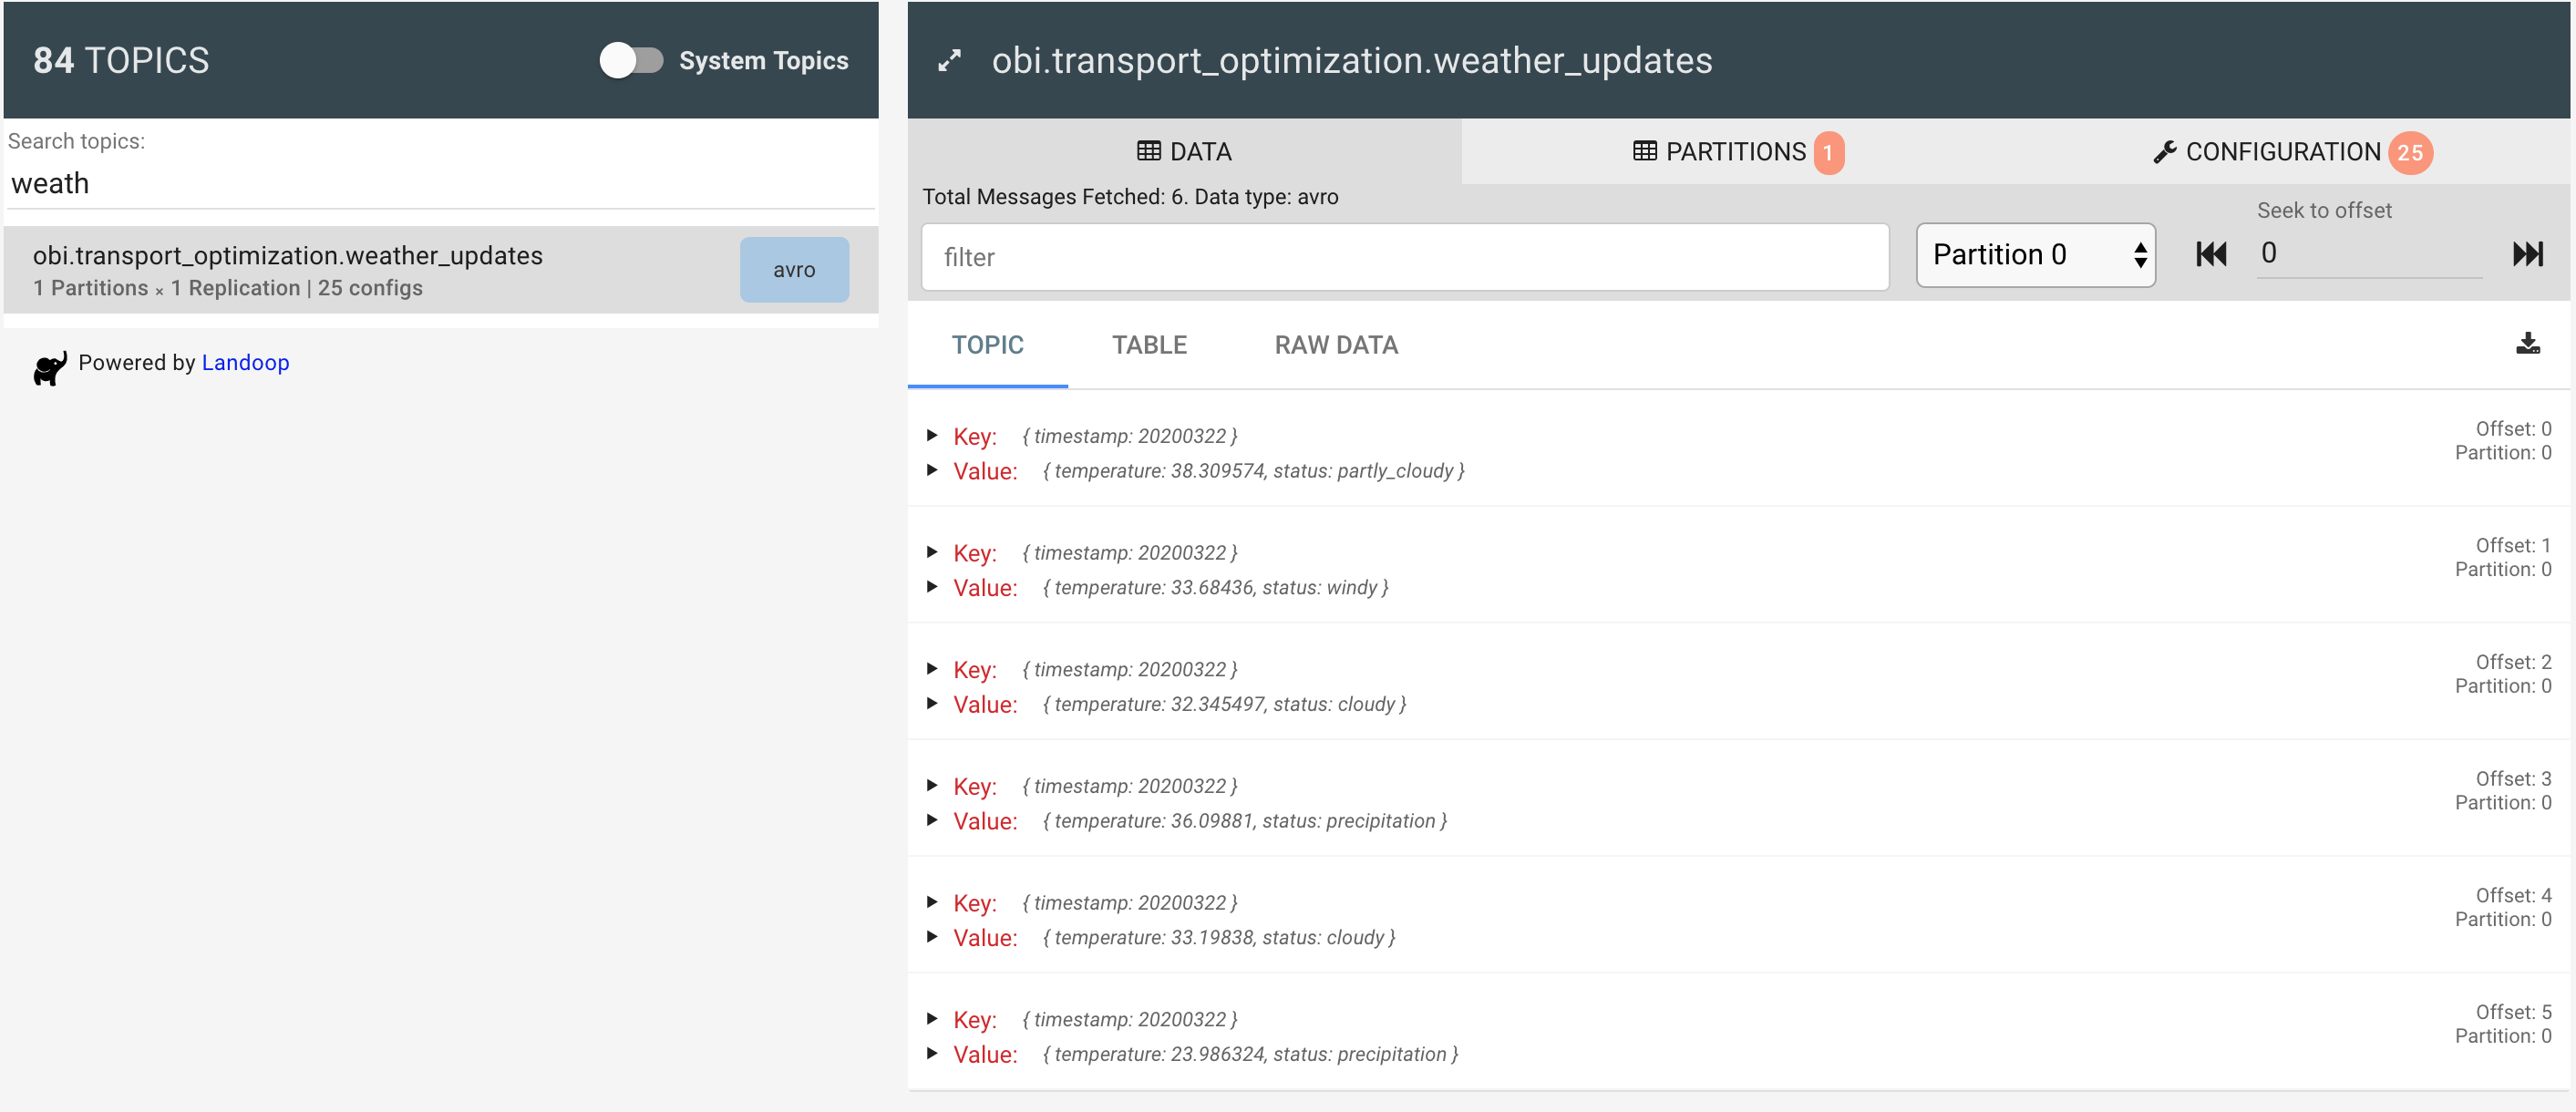 84 TOPICS
System Topics
Search topics:
weath
obi.transport_optimization.weather_updates
1 Partitions × 1 Replication | 25 configs
avro
Powered by Landoop
obi.transport_optimization.weather_updates
DATA
PARTITIONS 1
CONFIGURATION 25
Total Messages Fetched: 6. Data type: avro
filter
Partition 0
Seek to offset
0
TOPIC
TABLE
RAW DATA
Key: { timestamp: 20200322 }
Value: { temperature: 38.309574, status: partly_cloudy }
Offset: 0
Partition: 0
Key: { timestamp: 20200322 }
Value: { temperature: 33.68436, status: windy }
Offset: 1
Partition: 0
Key: { timestamp: 20200322 }
Value: { temperature: 32.345497, status: cloudy }
Offset: 2
Partition: 0
Key: { timestamp: 20200322 }
Value: { temperature: 36.09881, status: precipitation }
Offset: 3
Partition: 0
Key: { timestamp: 20200322 }
Value: { temperature: 33.19838, status: cloudy }
Offset: 4
Partition: 0
Key: { timestamp: 20200322 }
Value: { temperature: 23.986324, status: precipitation }
Offset: 5
Partition: 0